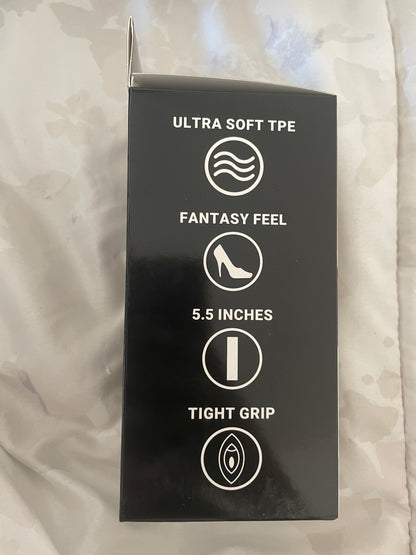 ULTRA SOFT TPE
FANTASY FEEL
5.5 INCHES
TIGHT GRIP